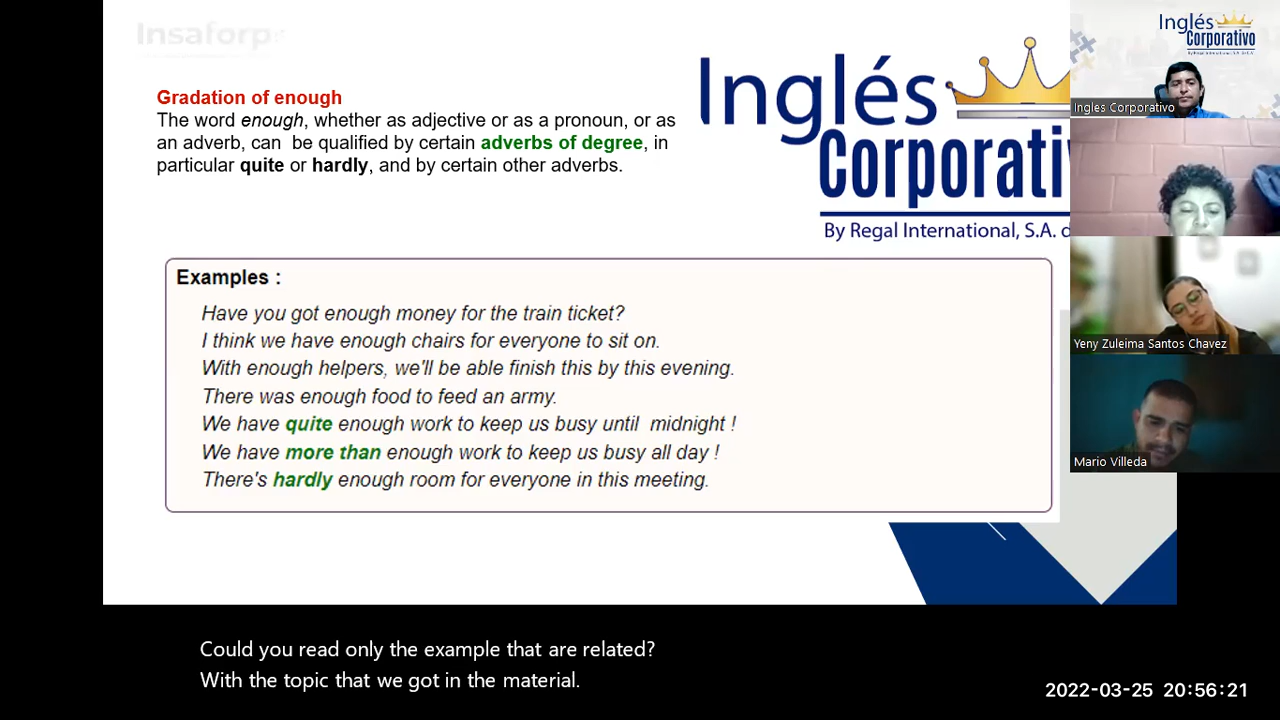 Insaforp
Gradation of enough
The word enough, whether as adjective or as a pronoun, or as
an adverb, can be qualified by certain adverbs of degree, in
particular quite or hardly, and by certain other adverbs.
Inglés
Corporati
By Regal International, S.A. d
Examples :
Have you got enough money for the train ticket?
I think we have enough chairs for everyone to sit on.
With enough helpers, we'll be able finish this by this evening.
There was enough food to feed an army.
We have quite enough work to keep us busy until midnight !
We have more than enough work to keep us busy all day !
There's hardly enough room for everyone in this meeting.
Inglés
Corporativo
By Regal International, S.A. de C.V.
Ingles Corporativo
Yeny Zuleima Santos Chavez
Mario Villeda
Could you read only the example that are related?
With the topic that we got in the material.
2022-03-25 20:56:21